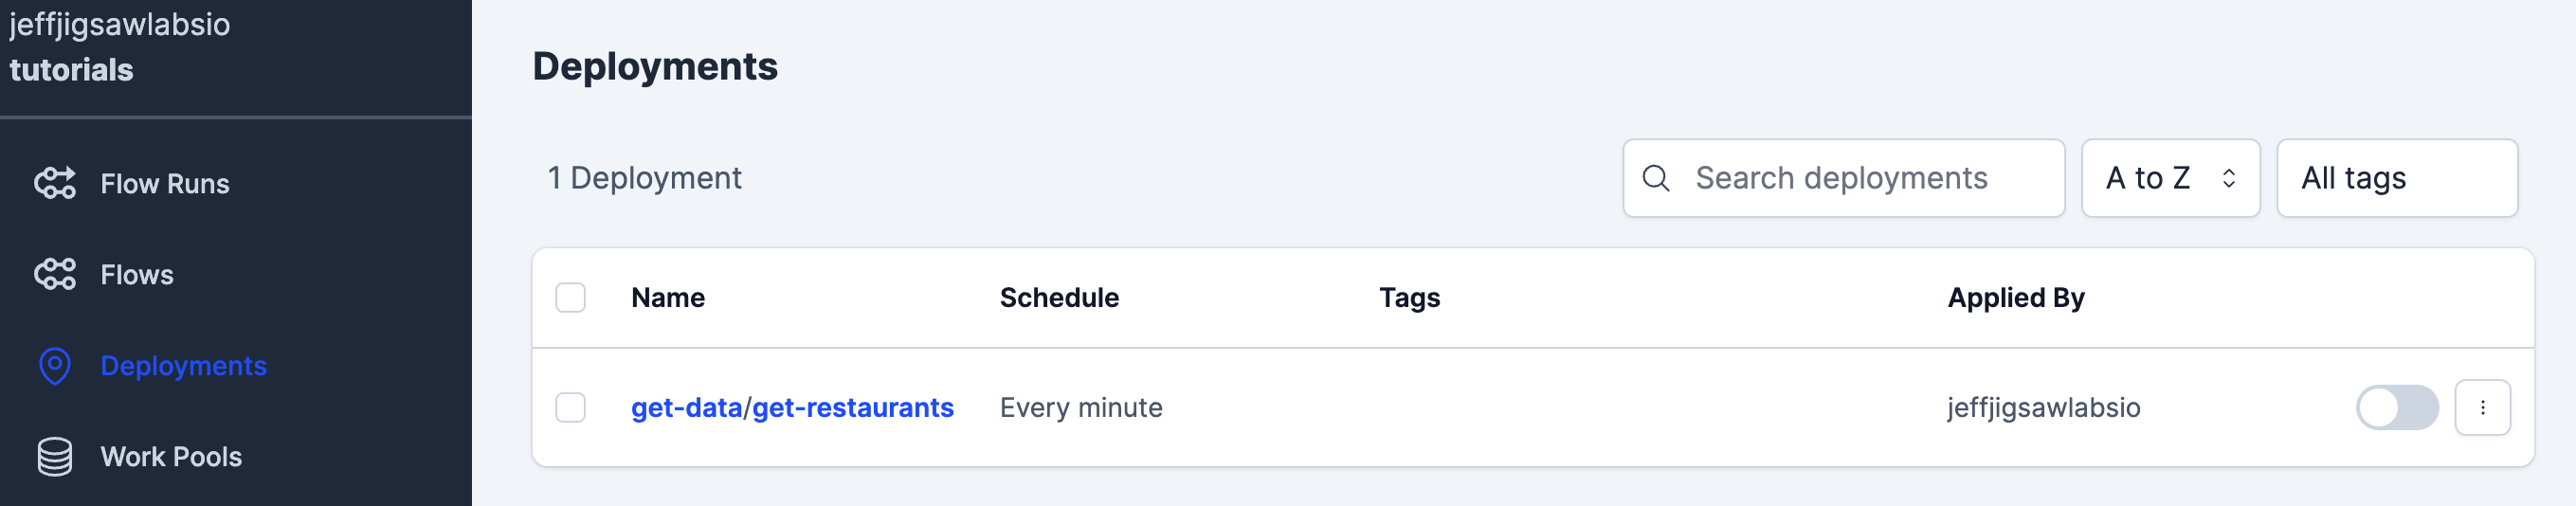 jeffjigsawlabsio
tutorials
Flow Runs
Flows
Deployments
Work Pools
Deployments
1 Deployment
Search deployments
A to Z
All tags
Name Schedule Tags Applied By
get-data/get-restaurants Every minute jeffjigsawlabsio